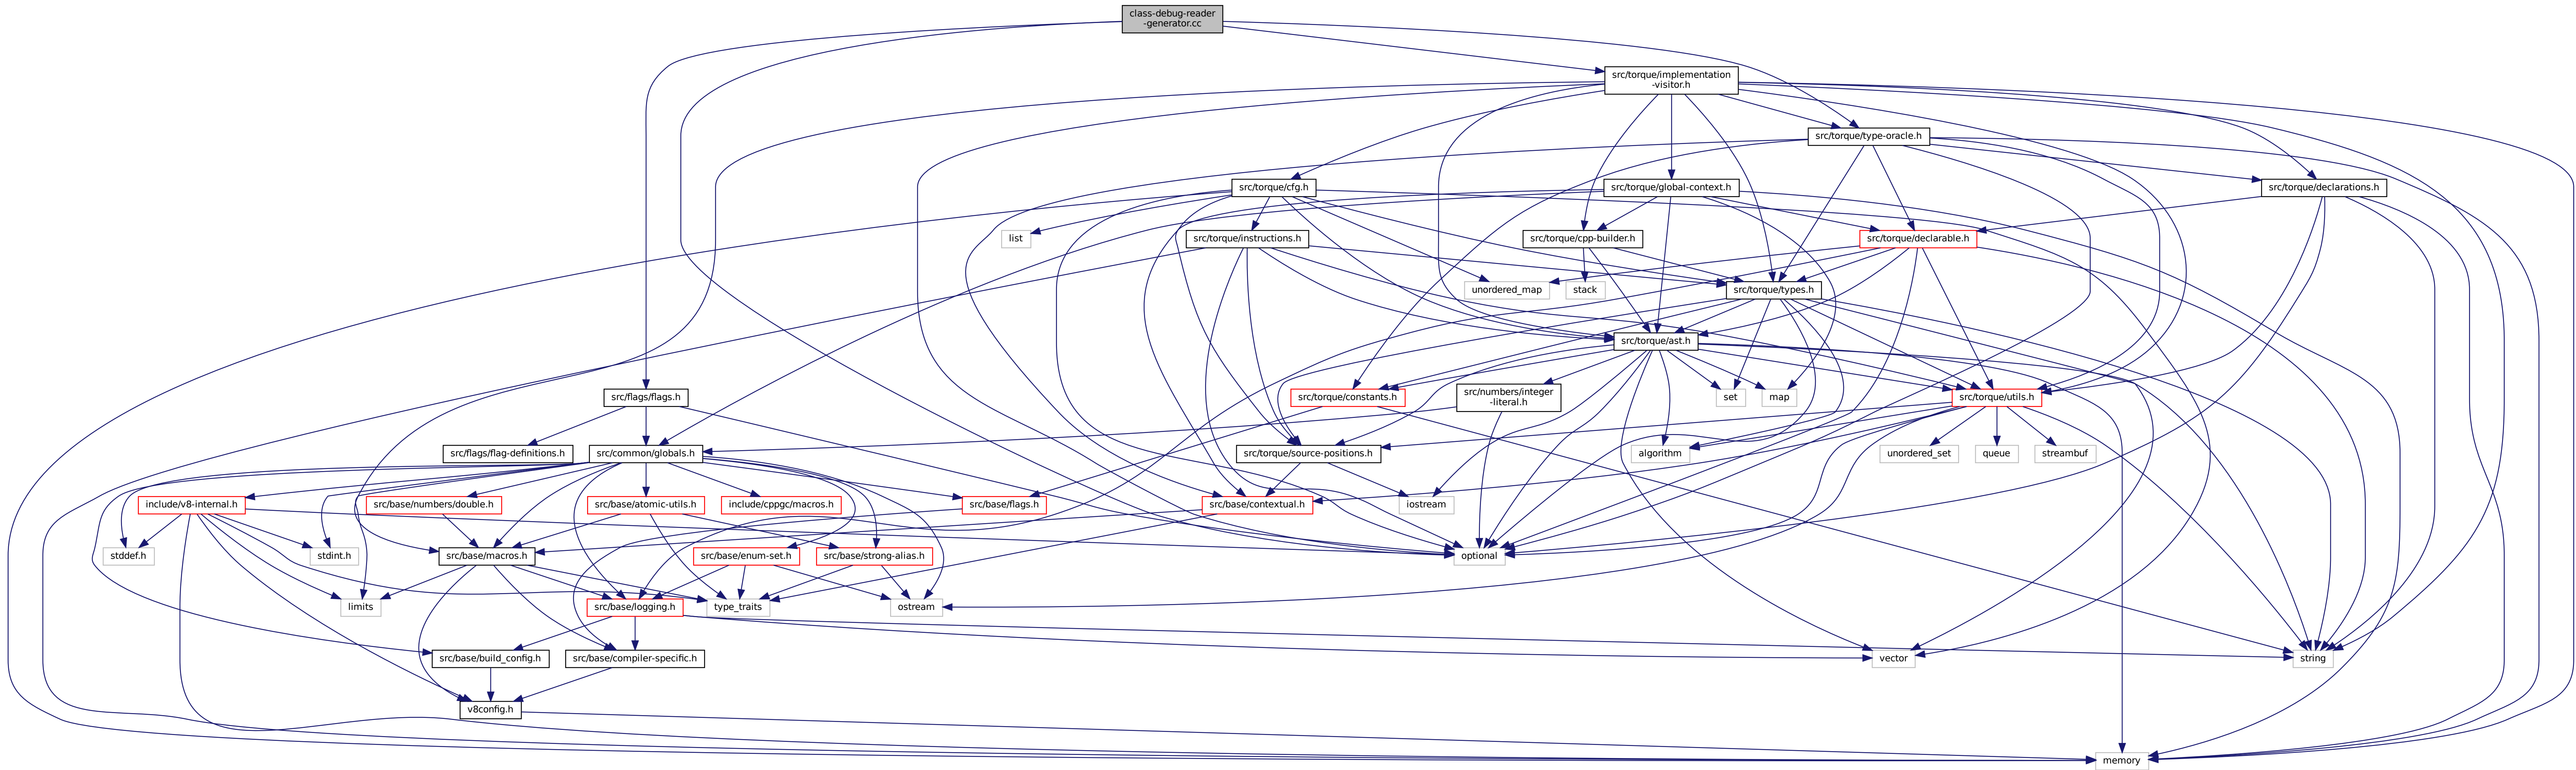 class-debug-reader
-generator.cc
src/torque/implementation
-visitor.h
src/torque/type-oracle.h
src/torque/cfg.h
src/torque/global-context.h
src/torque/declarations.h
list
src/torque/instructions.h
src/torque/cpp-builder.h
src/torque/declarable.h
unordered_map
stack
src/torque/types.h
src/torque/ast.h
src/flags/flags.h
src/torque/constants.h
src/numbers/integer
-literal.h
set
map
src/torque/utils.h
src/flags/flag-definitions.h
src/common/globals.h
src/torque/source-positions.h
algorithm
unordered_set
queue
streambuf
include/v8-internal.h
src/base/numbers/double.h
src/base/atomic-utils.h
include/cppgc/macros.h
src/base/flags.h
src/base/contextual.h
iostream
stddef.h
stdint.h
src/base/macros.h
src/base/enum-set.h
src/base/strong-alias.h
optional
limits
src/base/logging.h
type_traits
ostream
src/base/build_config.h
src/base/compiler-specific.h
vector
string
v8config.h
memory